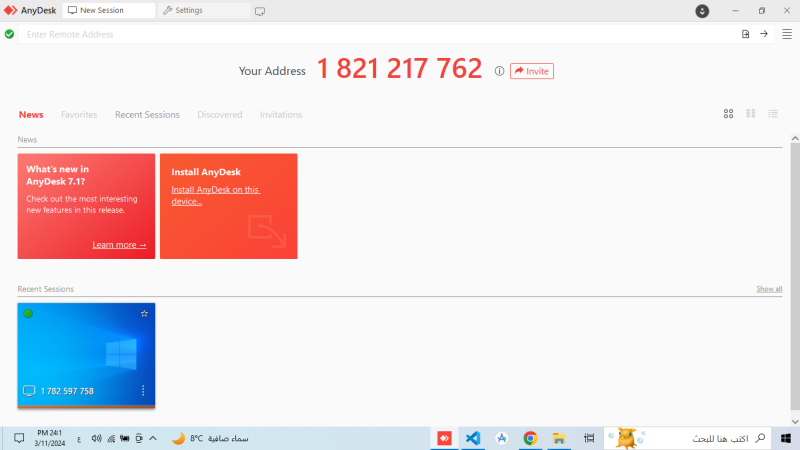 AnyDesk
New Session
Settings
Enter Remote Address
Your Address 1 821 217 762 Invite
News Favorites Recent Sessions Discovered Invitations
News
What's new in
AnyDesk 7.1?
Check out the most interesting
new features in this release.
Learn more →
Install AnyDesk
Install AnyDesk on this
device...
Recent Sessions
Show all
1 782 597 758
PM 24:1
3/11/2024
ع
8°C سماء صافية
اكتب هنا للبحث